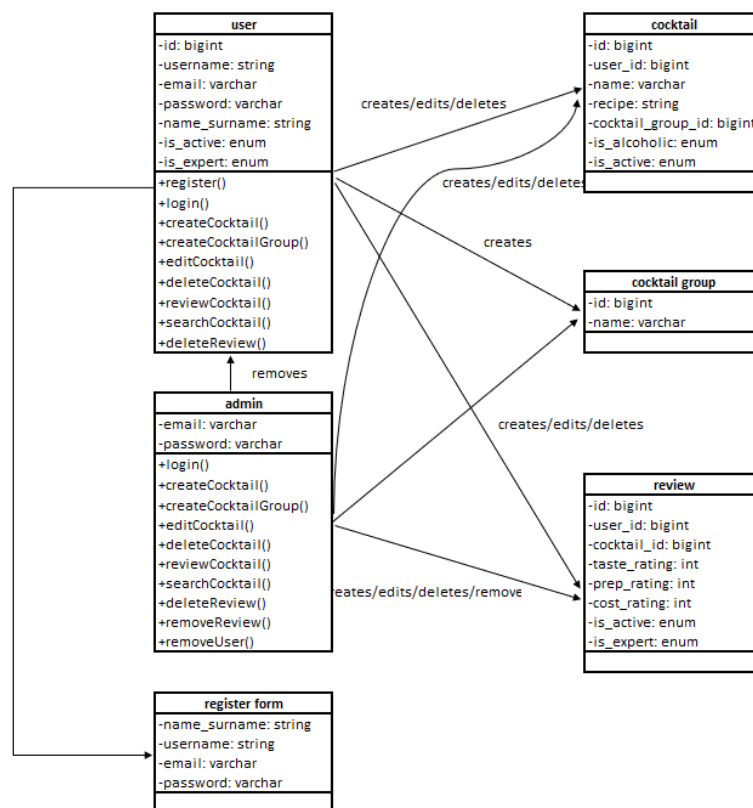 user
-id: bigint
-username: string
-email: varchar
-password: varchar
-name_surname: string
-is_active: enum
-is_expert: enum
+register()
+login()
+createCocktail()
+createCocktailGroup()
+editCocktail()
+deleteCocktail()
+reviewCocktail()
+searchCocktail()
+deleteReview()
removes
admin
-email: varchar
-password: varchar
+login()
+createCocktail()
+createCocktailGroup()
+editCocktail()
+deleteCocktail()
+reviewCocktail()
+searchCocktail()
+deleteReview()
+removeReview()
+removeUser()
register form
-name_surname: string
-username: string
-email: varchar
-password: varchar
creates/edits/deletes
creates/edits/deletes
creates
creates/edits/deletes
reates/edits/deletes/remove
cocktail
-id: bigint
-user_id: bigint
-name: varchar
-recipe: string
-cocktail_group_id: bigint
-is_alcoholic: enum
-is_active: enum
cocktail group
-id: bigint
-name: varchar
review
-id: bigint
-user_id: bigint
-cocktail_id: bigint
-taste_rating: int
-prep_rating: int
-cost_rating: int
-is_active: enum
-is_expert: enum